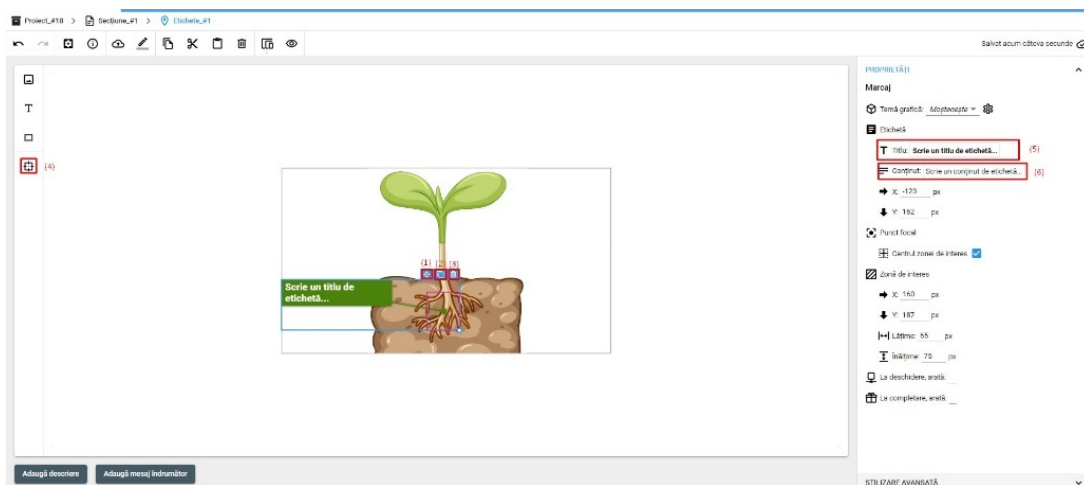 Proiect_#18 > Secțiune_#1 > Etichete_#1
Salvat acum câteva secunde
PROPRIETĂȚI
Marcaj
Temă grafică: Moștenește
Etichetă
T Titlu: Scrie un titlu de etichetă... (5)
Conținut: Scrie un conținut de etichetă... (6)
X: -123 px
Y: 162 px
Punct focal
Centrul zonei de interes
Zonă de interes
X: 160 px
Y: 187 px
Lățime: 65 px
Înălțime: 76 px
La deschidere, arată:
La completare, arată:
STILIZARE AVANSATĂ
T
(4)
(1) (2) (3)
Scrie un titlu de
etichetă...
Adaugă descriere
Adaugă mesaj îndrumător